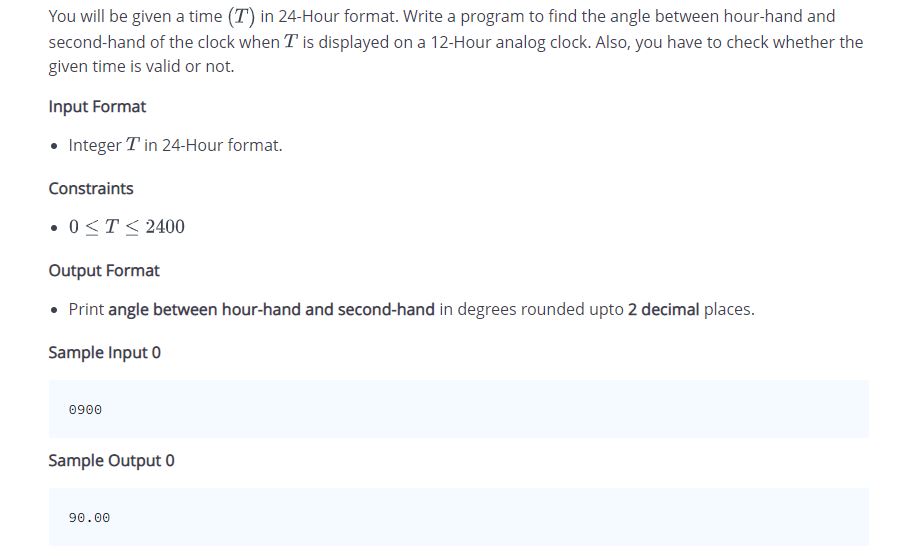 You will be given a time (T) in 24-Hour format. Write a program to find the angle between hour-hand and
second-hand of the clock when T is displayed on a 12-Hour analog clock. Also, you have to check whether the
given time is valid or not.
Input Format
• Integer T in 24-Hour format.
Constraints
• 0 ≤ T ≤ 2400
Output Format
• Print angle between hour-hand and second-hand in degrees rounded upto 2 decimal places.
Sample Input 0
0900
Sample Output 0
90.00